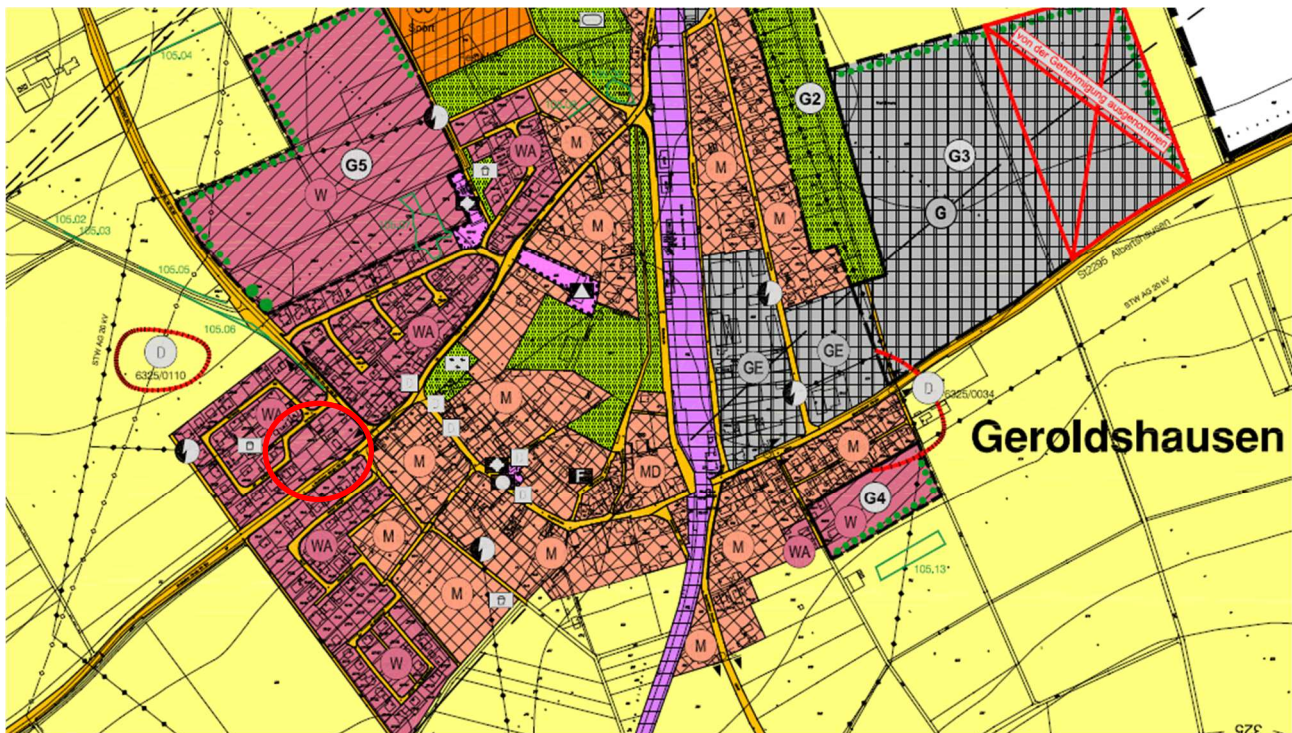 Sport
105.04
G2
von der Genehmigung ausgenommen
WA
M
G3
M
G5
W
M
M
G
105.02
105.03
105.05
St2295 Albertshausen
STW AG 20 kV
STW AG 20 kV
105.06
WA
GE
GE
D
6325/0110
D
6325/0034
D
M
WA
D
D
M
Geroldshausen
M
MD
F
D
G4
W
WA
M
M
M
WA
105.13
M
W
M
325